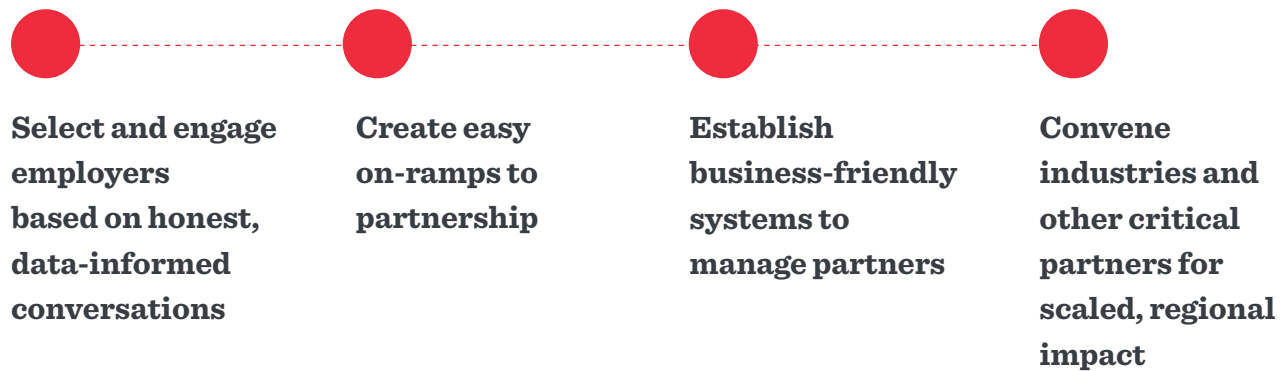 Select and engage
employers
based on honest,
data-informed
conversations
Create easy
on-ramps to
partnership
Establish
business-friendly
systems to
manage partners
Convene
industries and
other critical
partners for
scaled, regional
impact